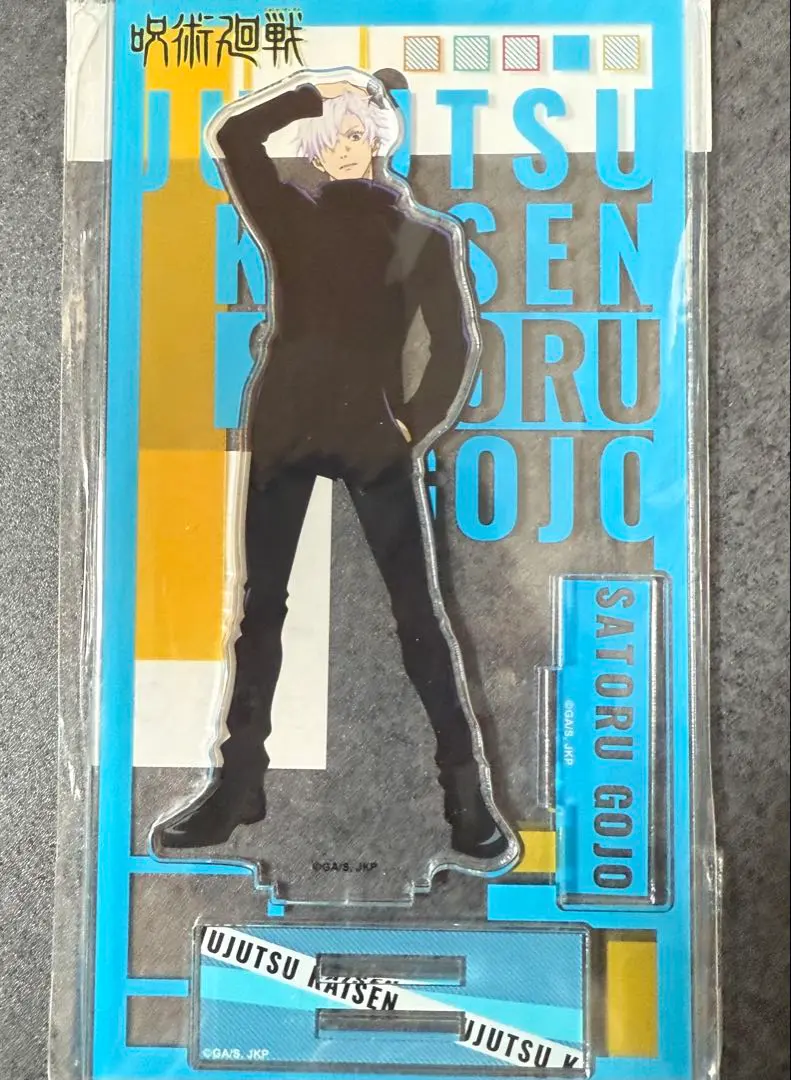 呪術廻戦
JUJUTSU
KAISEN
SATORU
GOJO
SATORU GOJO
©GA/S, JKP
©GA/S, JKP
UJUTSU KAISEN
UJUTSU K
©GA/S, JKP